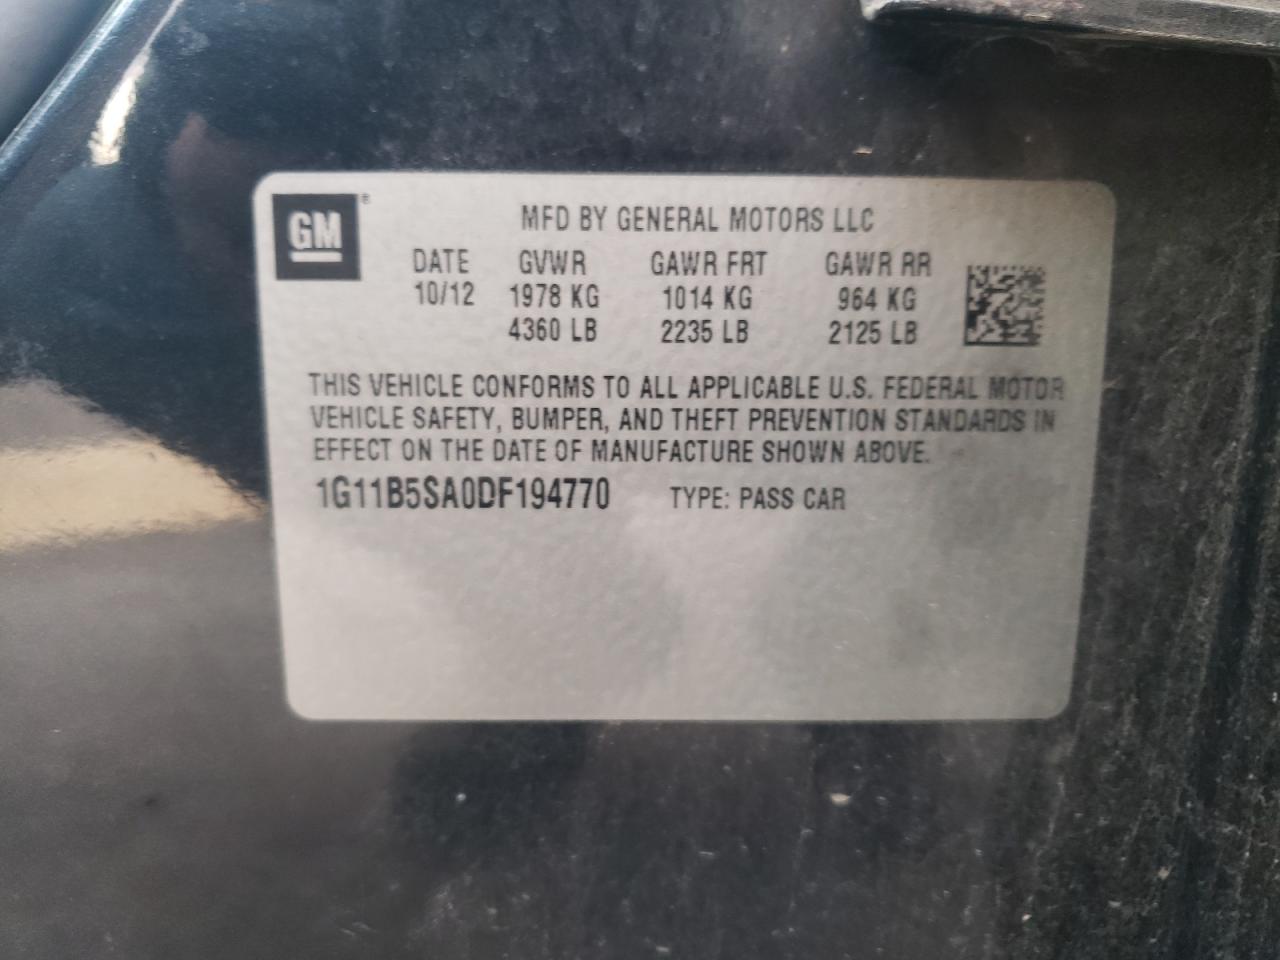 GM ®
MFD BY GENERAL MOTORS LLC
DATE GVWR GAWR FRT GAWR RR
10/12 1978 KG 1014 KG 964 KG
4360 LB 2235 LB 2125 LB
THIS VEHICLE CONFORMS TO ALL APPLICABLE U.S. FEDERAL MOTOR
VEHICLE SAFETY, BUMPER, AND THEFT PREVENTION STANDARDS IN
EFFECT ON THE DATE OF MANUFACTURE SHOWN ABOVE.
1G11B5SA0DF194770 TYPE: PASS CAR